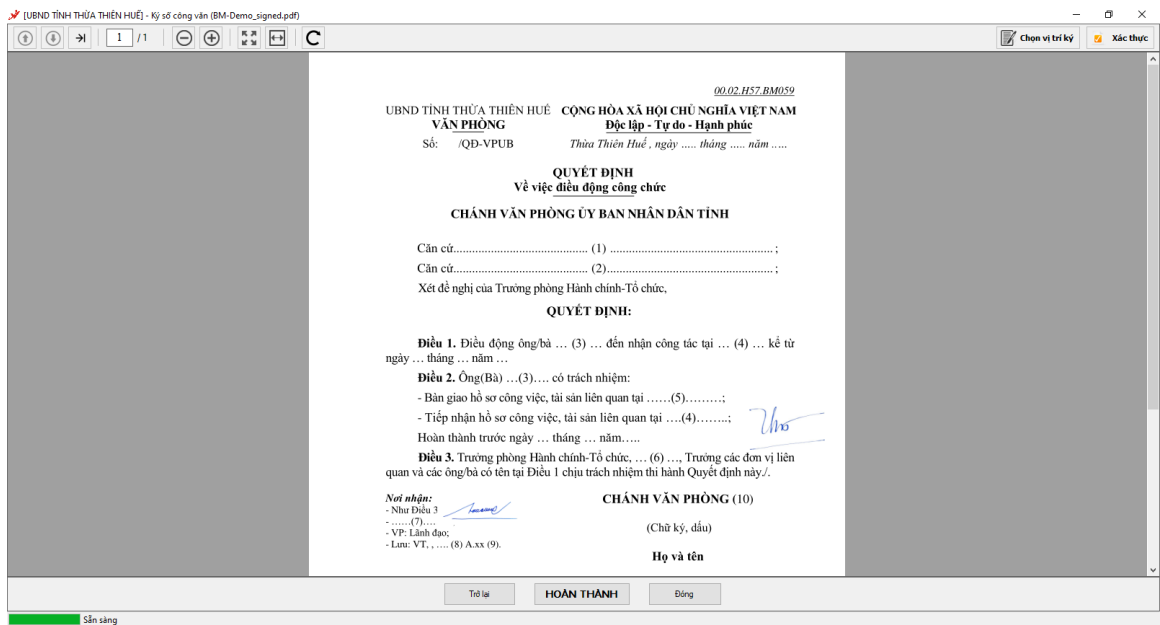 [UBND TỈNH THỪA THIÊN HUẾ] - Ký số công văn (BM-Demo_signed.pdf)
1 / 1
Chọn vị trí ký
Xác thực
00.02.H57.BM059
UBND TỈNH THỪA THIÊN HUẾ CỘNG HÒA XÃ HỘI CHỦ NGHĨA VIỆT NAM
VĂN PHÒNG Độc lập - Tự do - Hạnh phúc
Số: /QĐ-VPUB Thừa Thiên Huế , ngày ..... tháng ..... năm .....
QUYẾT ĐỊNH
Về việc điều động công chức
CHÁNH VĂN PHÒNG ỦY BAN NHÂN DÂN TỈNH
Căn cứ........................................... (1) .................................................... ;
Căn cứ........................................... (2)..................................................... ;
Xét đề nghị của Trưởng phòng Hành chính-Tổ chức,
QUYẾT ĐỊNH:
Điều 1. Điều động ông/bà … (3) … đến nhận công tác tại … (4) … kể từ
ngày … tháng … năm …
Điều 2. Ông(Bà) …(3)…. có trách nhiệm:
- Bàn giao hồ sơ công việc, tài sản liên quan tại ……(5)………;
- Tiếp nhận hồ sơ công việc, tài sản liên quan tại ….(4)……..;
Hoàn thành trước ngày … tháng … năm…..
Điều 3. Trưởng phòng Hành chính-Tổ chức, … (6) …, Trưởng các đơn vị liên
quan và các ông/bà có tên tại Điều 1 chịu trách nhiệm thi hành Quyết định này./.
Nơi nhận:
- Như Điều 3
- ……(7)….
- VP: Lãnh đạo;
- Lưu: VT, , …. (8) A.xx (9).
CHÁNH VĂN PHÒNG (10)
(Chữ ký, dấu)
Họ và tên
Trở lại
HOÀN THÀNH
Đóng
Sẵn sàng